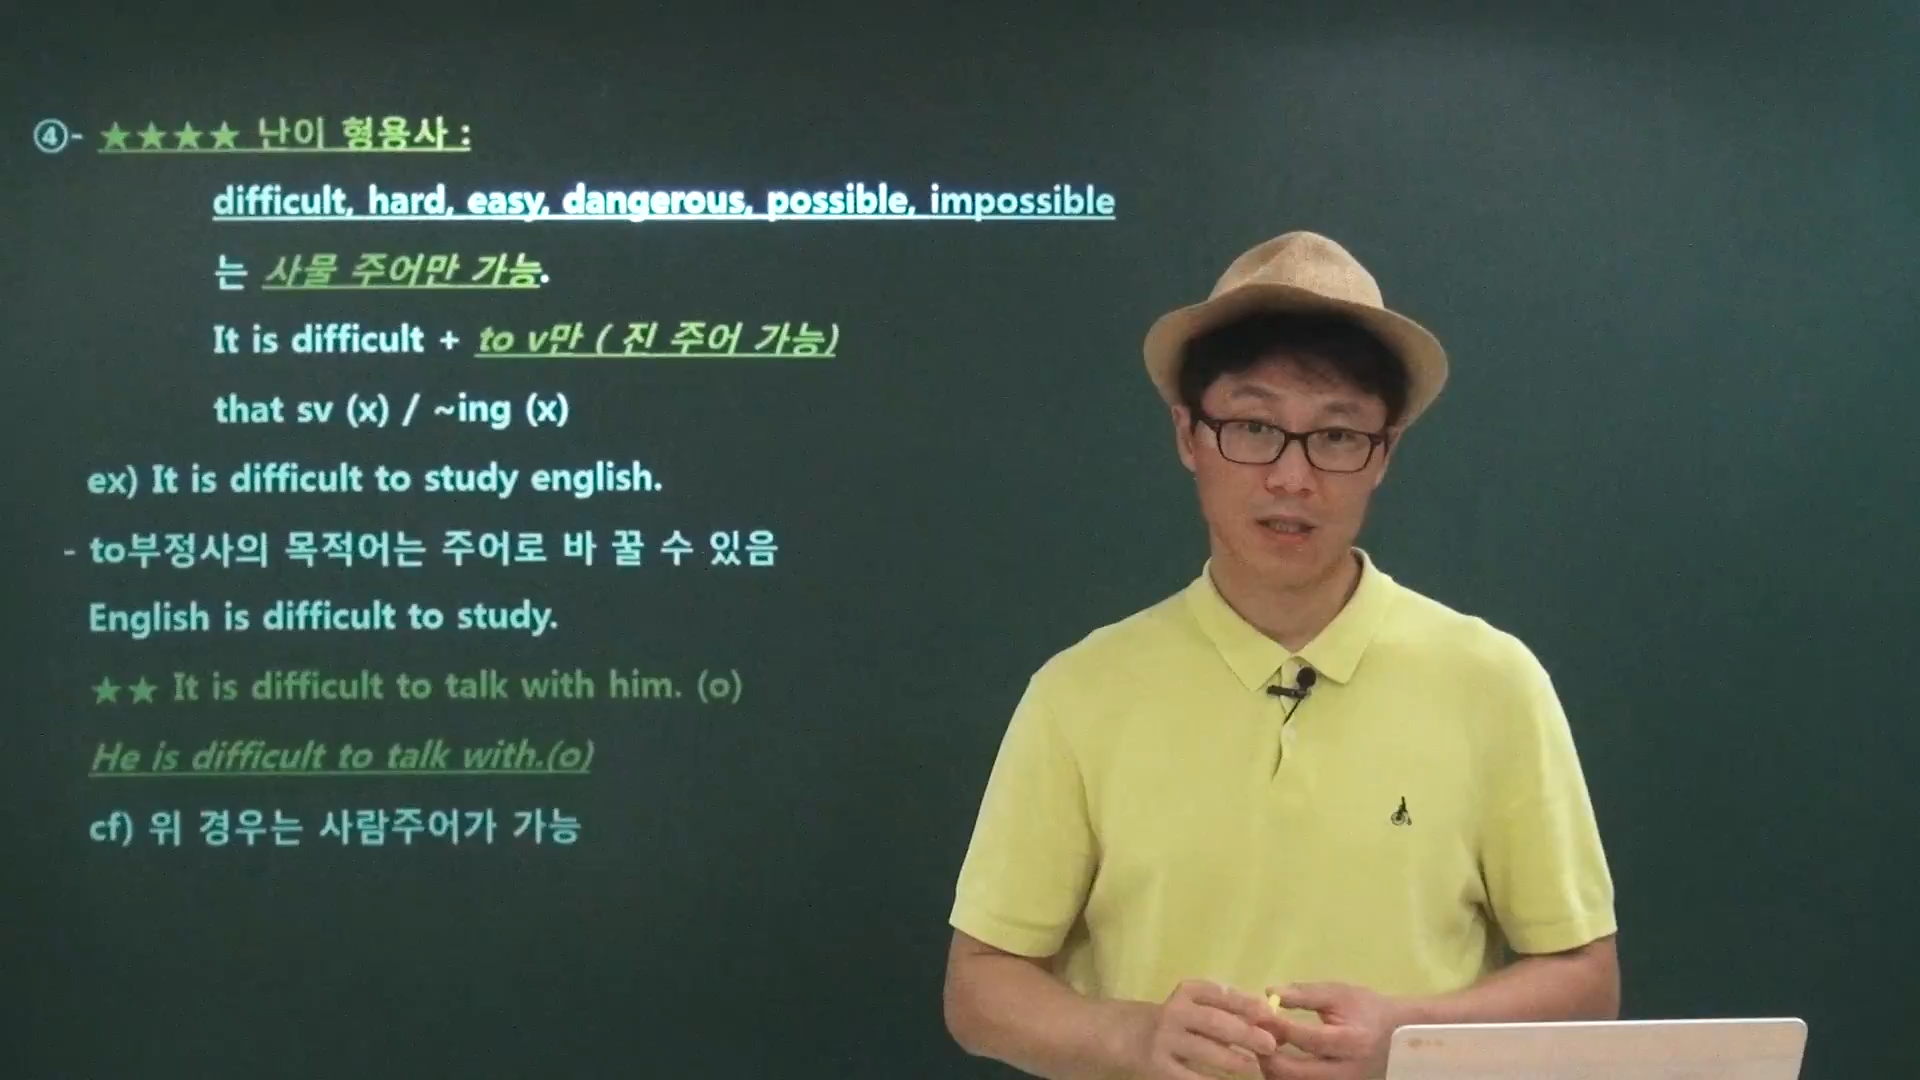 ④- ★★★★ 난이 형용사 :
difficult, hard, easy, dangerous, possible, impossible
는 사물 주어만 가능.
It is difficult + to v만 ( 진 주어 가능)
that sv (x) / ~ing (x)
ex) It is difficult to study english.
- to부정사의 목적어는 주어로 바 꿀 수 있음
English is difficult to study.
★★ It is difficult to talk with him. (o)
He is difficult to talk with.(o)
cf) 위 경우는 사람주어가 가능